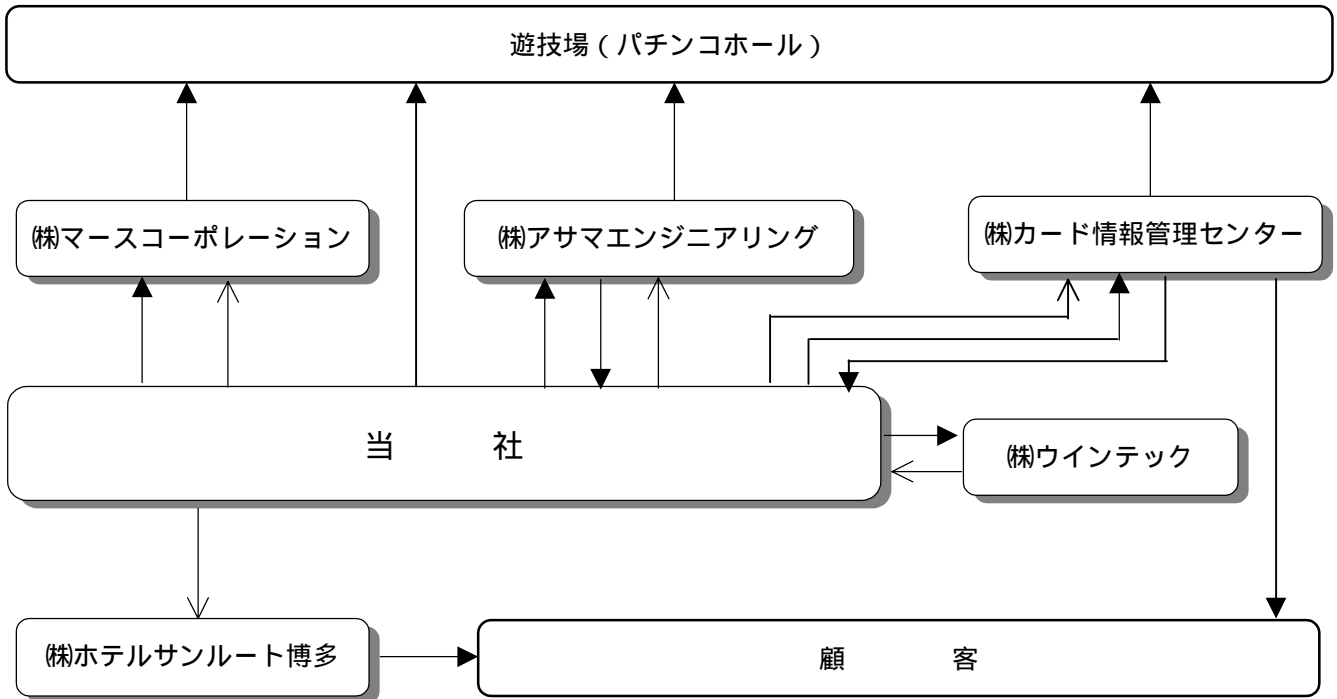 遊技場(パチンコホール)
㈱マースコーポレーション
㈱アサマエンジニアリング
㈱カード情報管理センター
当 社
㈱ウインテック
㈱ホテルサンルート博多
顧 客